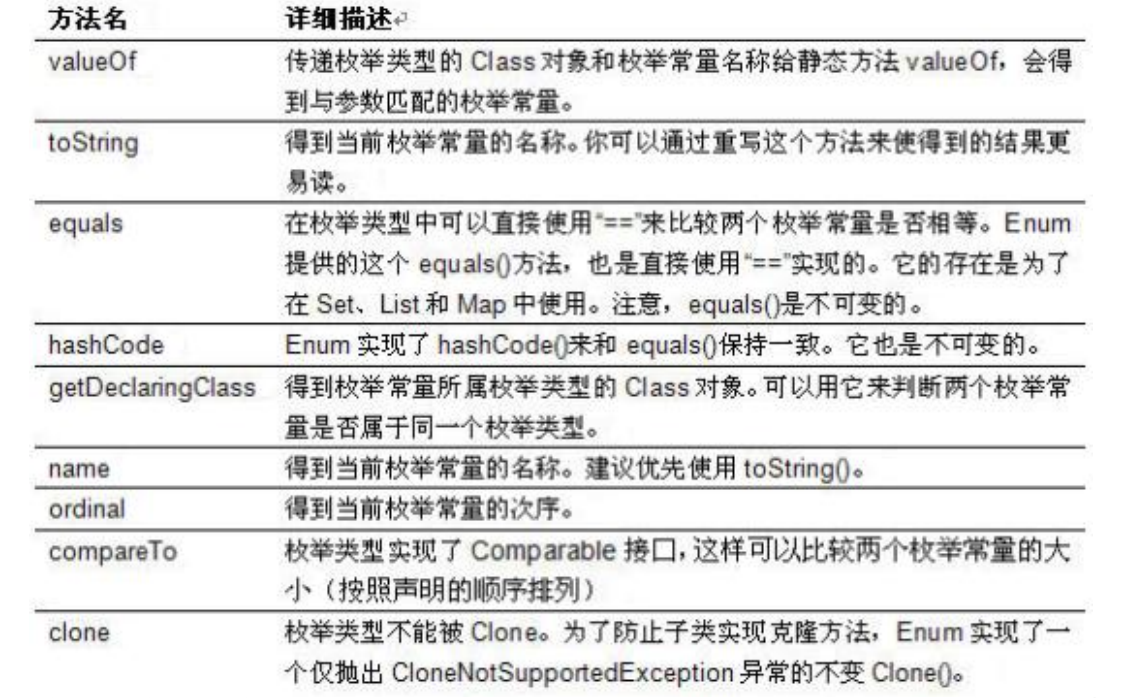 方法名 详细描述↵
valueOf 传递枚举类型的 Class 对象和枚举常量名称给静态方法 valueOf，会得
到与参数匹配的枚举常量。
toString 得到当前枚举常量的名称。你可以通过重写这个方法来使得到的结果更
易读。
equals 在枚举类型中可以直接使用“==”来比较两个枚举常量是否相等。Enum
提供的这个 equals()方法，也是直接使用“==”实现的。它的存在是为了
在 Set、List 和 Map 中使用。注意，equals()是不可变的。
hashCode Enum 实现了 hashCode()来和 equals()保持一致。它也是不可变的。
getDeclaringClass 得到枚举常量所属枚举类型的 Class 对象。可以用它来判断两个枚举常
量是否属于同一个枚举类型。
name 得到当前枚举常量的名称。建议优先使用 toString()。
ordinal 得到当前枚举常量的次序。
compareTo 枚举类型实现了 Comparable 接口，这样可以比较两个枚举常量的大
小（按照声明的顺序排列）
clone 枚举类型不能被 Clone。为了防止子类实现克隆方法，Enum 实现了一
个仅抛出 CloneNotSupportedException 异常的不变 Clone()。